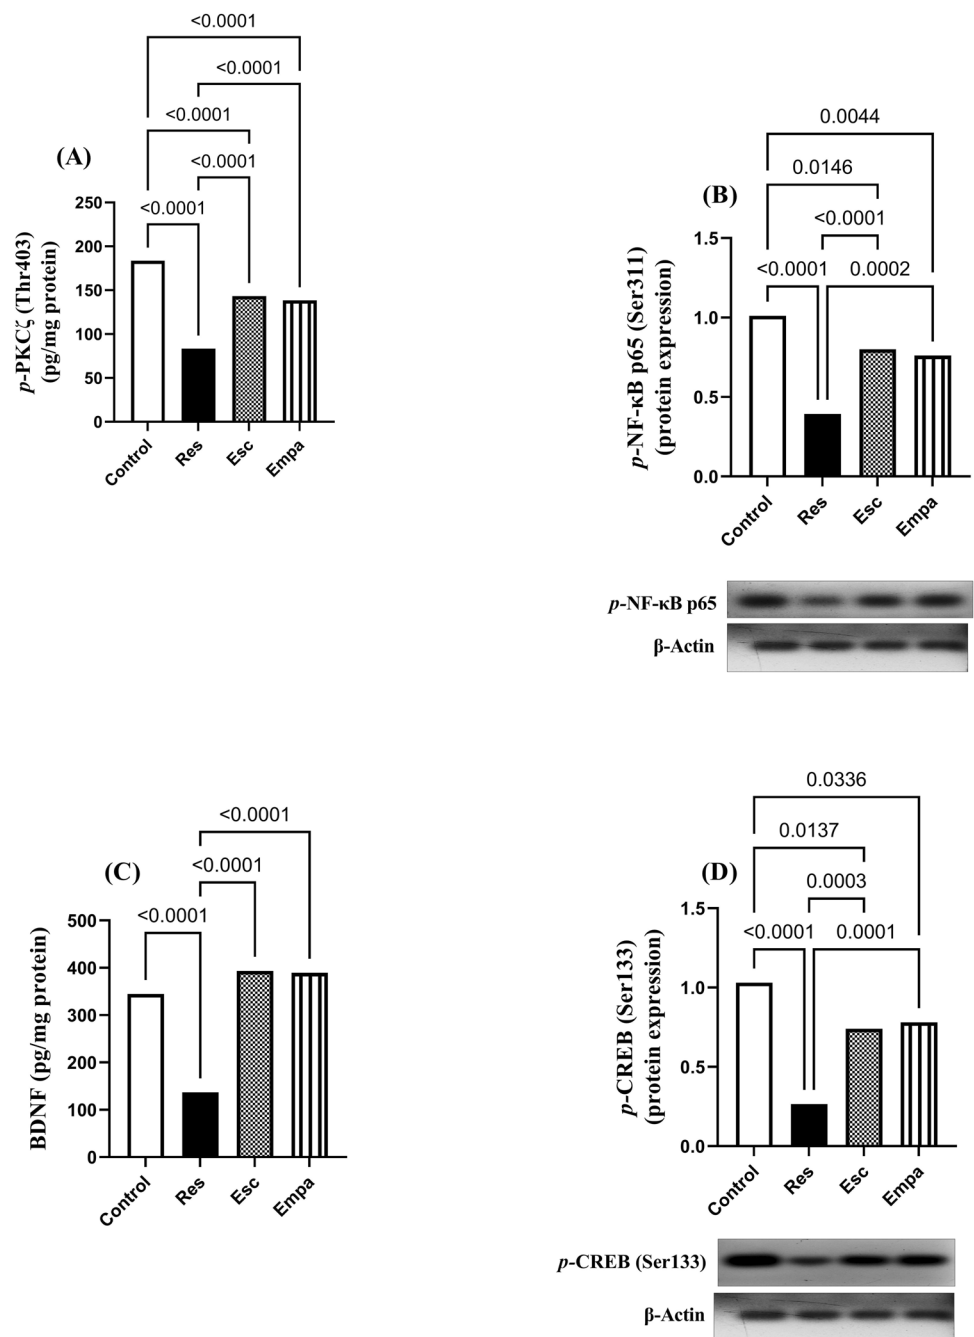 <0.0001
<0.0001
<0.0001
(A)
<0.0001
<0.0001
p-PKCζ (Thr403)
(pg/mg protein)
250
200
150
100
50
0
Control
Res
Esc
Empa
0.0044
0.0146
(B)
<0.0001
<0.0001
0.0002
p-NF-κB p65 (Ser311)
(protein expression)
1.5
1.0
0.5
0.0
Control
Res
Esc
Empa
p-NF-κB p65
β-Actin
<0.0001
<0.0001
(C)
<0.0001
BDNF (pg/mg protein)
500
400
300
200
100
0
Control
Res
Esc
Empa
0.0336
0.0137
(D)
0.0003
<0.0001
0.0001
p-CREB (Ser133)
(protein expression)
1.5
1.0
0.5
0.0
Control
Res
Esc
Empa
p-CREB (Ser133)
β-Actin